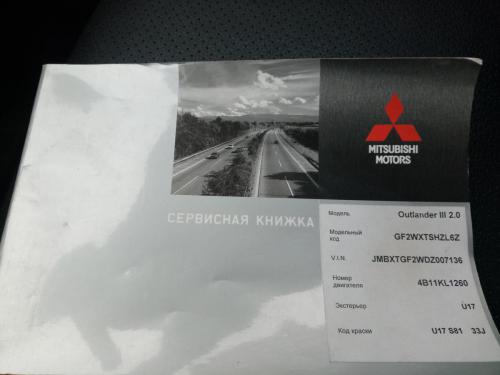 MITSUBISHI
MOTORS
СЕРВИСНАЯ КНИЖКА
Модель Outlander III 2.0
Модельный
код GF2WXTSHZL6Z
V.I.N. JMBXTGF2WDZ007136
Номер
двигателя 4B11KL1260
Экстерьер U17
Код краски U17 S81 33J